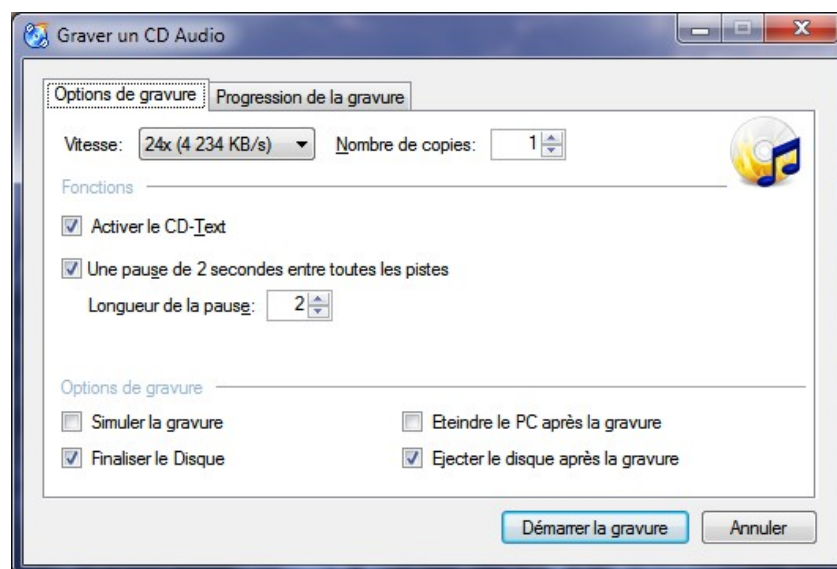 Graver un CD Audio
Options de gravure Progression de la gravure
Vitesse: 24x (4 234 KB/s) Nombre de copies: 1
Fonctions
Activer le CD-Text
Une pause de 2 secondes entre toutes les pistes
Longueur de la pause: 2
Options de gravure
Simuler la gravure Eteindre le PC après la gravure
Finaliser le Disque Ejecter le disque après la gravure
Démarrer la gravure Annuler